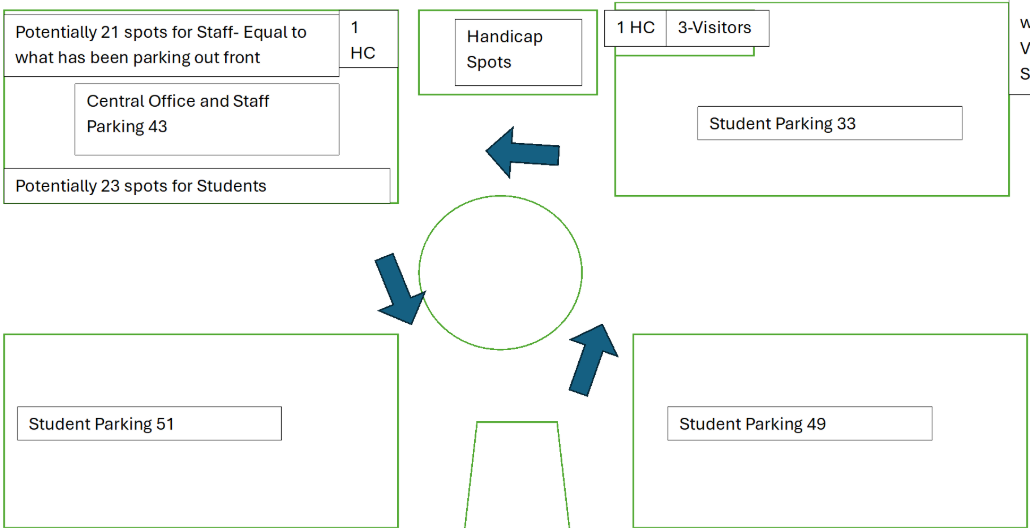 Potentially 21 spots for Staff- Equal to
what has been parking out front
1
HC
Central Office and Staff
Parking 43
Potentially 23 spots for Students
Handicap
Spots
1 HC
3-Visitors
Student Parking 33
Student Parking 51
Student Parking 49